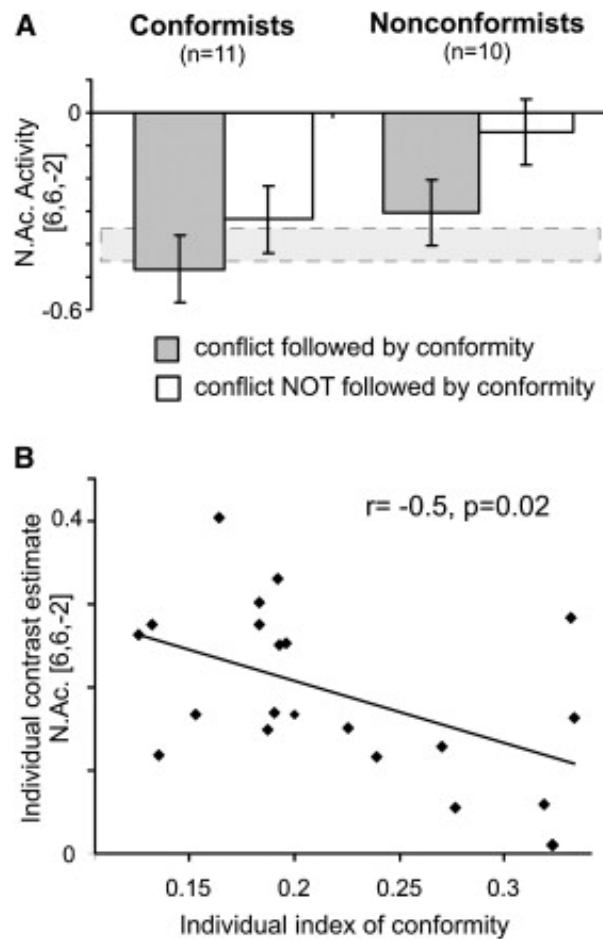 A
Conformists Nonconformists
(n=11) (n=10)
0
N.Ac. Activity
[6,6,-2]
-0.6
conflict followed by conformity
conflict NOT followed by conformity
B
r= -0.5, p=0.02
0.4
Individual contrast estimate
N.Ac. [6,6,-2]
0
0.15 0.2 0.25 0.3
Individual index of conformity